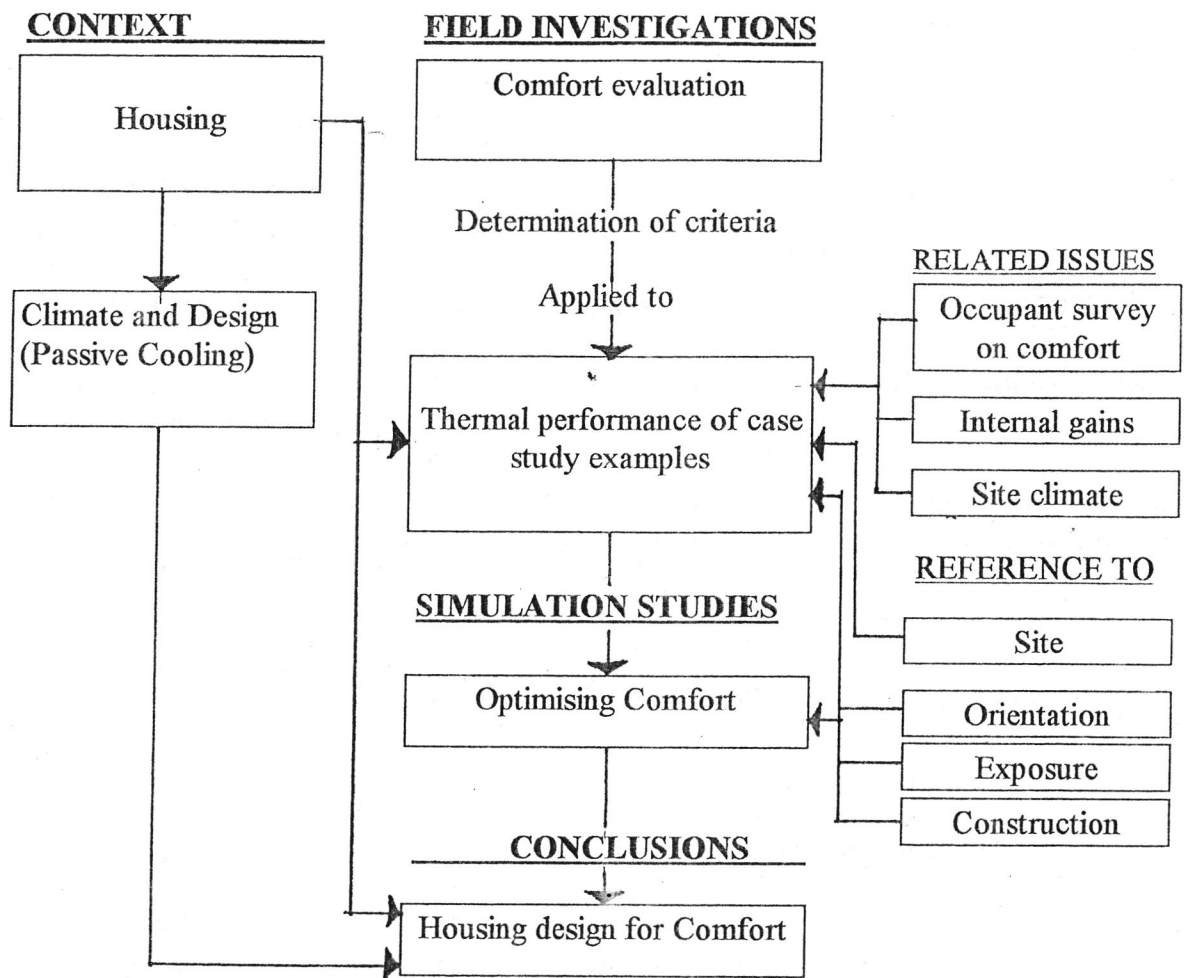 CONTEXT
Housing
Climate and Design
(Passive Cooling)
FIELD INVESTIGATIONS
Comfort evaluation
Determination of criteria
Applied to
Thermal performance of case
study examples
SIMULATION STUDIES
Optimising Comfort
CONCLUSIONS
Housing design for Comfort
RELATED ISSUES
Occupant survey
on comfort
Internal gains
Site climate
REFERENCE TO
Site
Orientation
Exposure
Construction